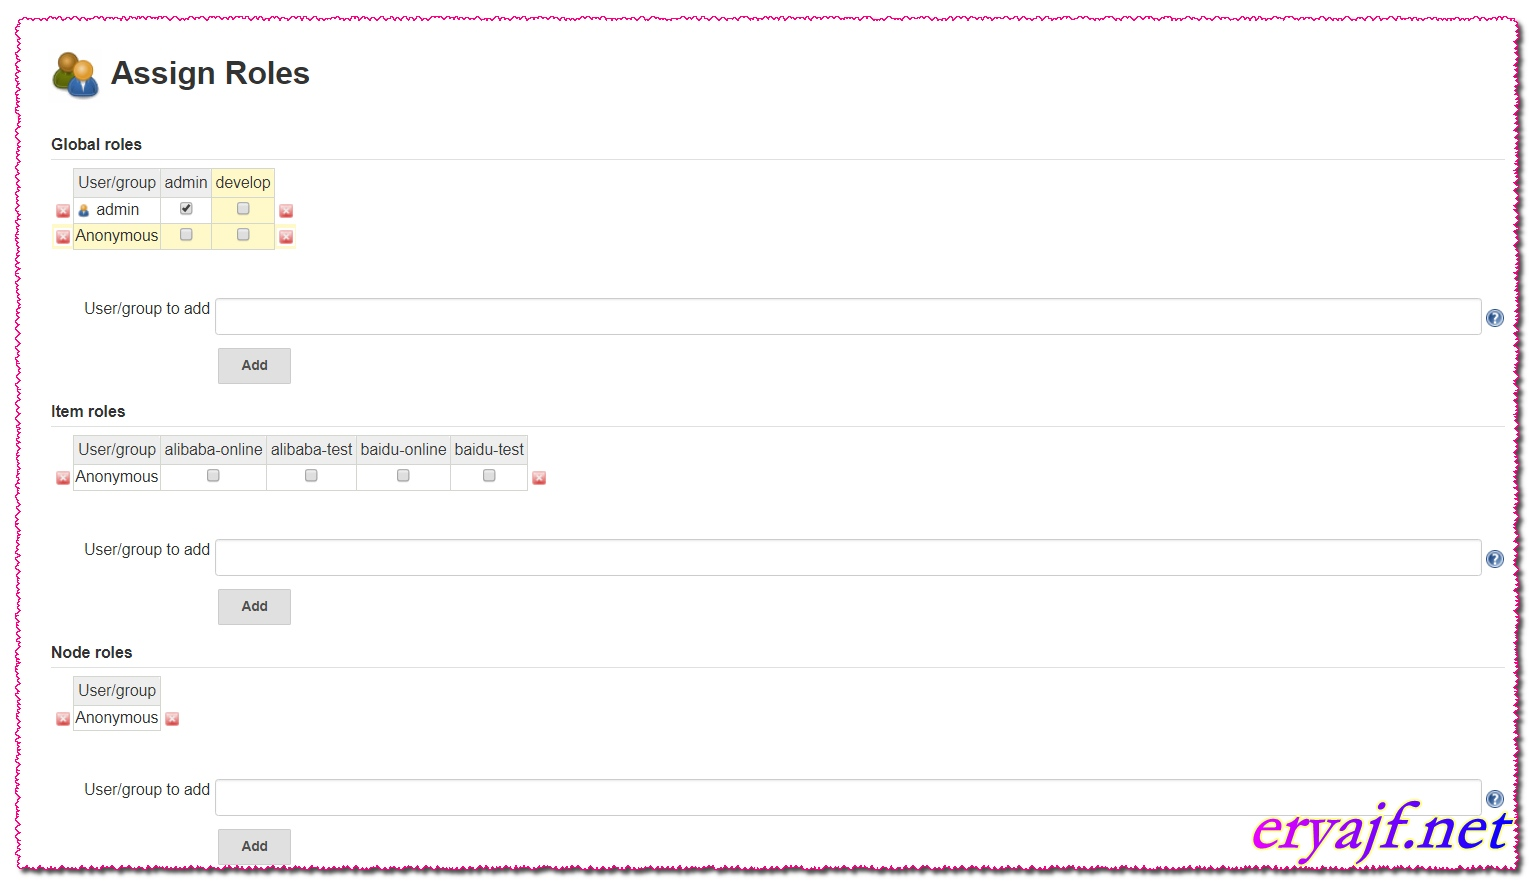 Assign Roles
Global roles
User/group admin develop
admin
Anonymous
User/group to add
Add
Item roles
User/group alibaba-online alibaba-test baidu-online baidu-test
Anonymous
User/group to add
Add
Node roles
User/group
Anonymous
User/group to add
Add
eryajf.net